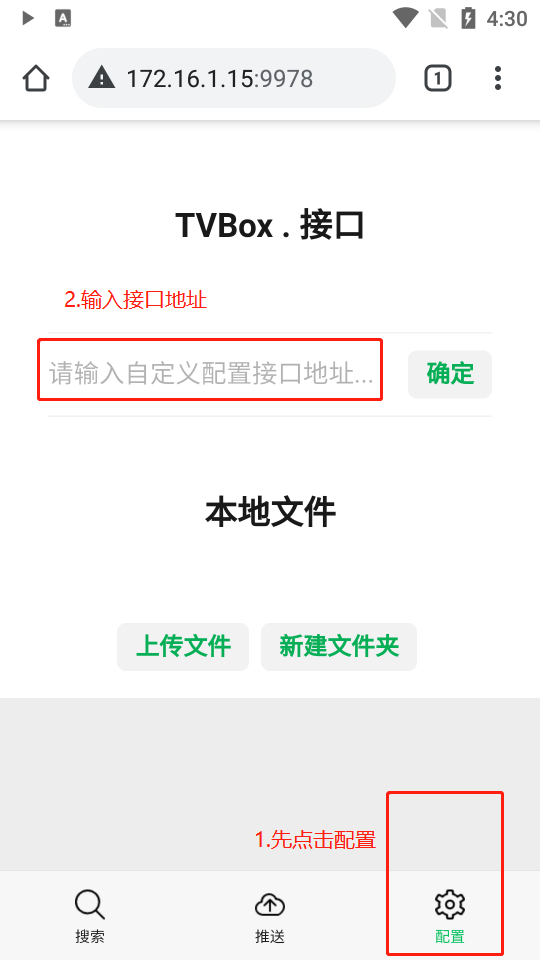 A
4:30
172.16.1.15:9978
1
TVBox . 接口
2.输入接口地址
请输入自定义配置接口地址...
确定
本地文件
上传文件
新建文件夹
1.先点击配置
搜索
推送
配置